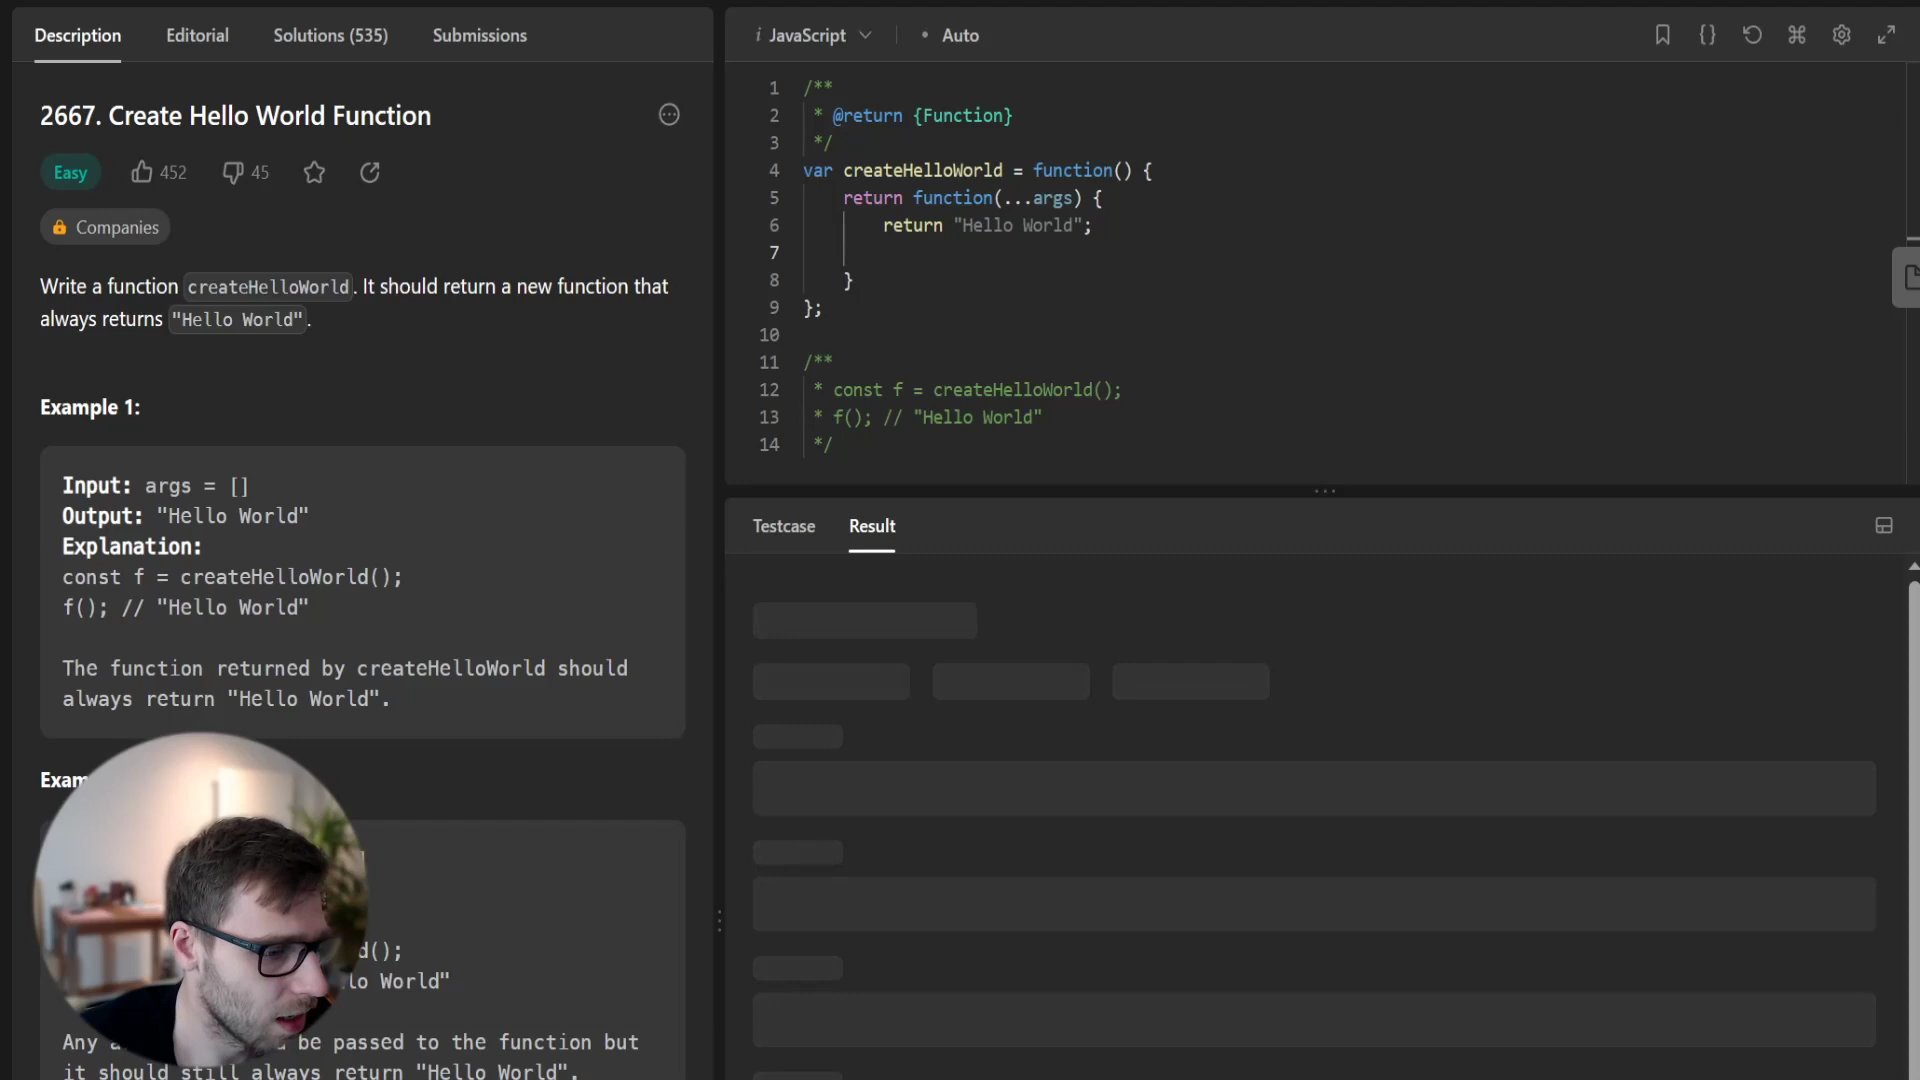 Description
Editorial
Solutions (535)
Submissions
2667. Create Hello World Function
Easy
452
45
Companies
Write a function createHelloWorld. It should return a new function that
always returns "Hello World".
Example 1:
Input: args = []
Output: "Hello World"
Explanation:
const f = createHelloWorld();
f(); // "Hello World"
The function returned by createHelloWorld should
always return "Hello World".
d();
lo World"
be passed to the function but
it should still always return "Hello World".
JavaScript
• Auto
1 /**
2 * @return {Function}
3 */
4 var createHelloWorld = function() {
5 return function(...args) {
6 return "Hello World";
7
8 }
9 };
10
11 /**
12 * const f = createHelloWorld();
13 * f(); // "Hello World"
14 */
Testcase
Result